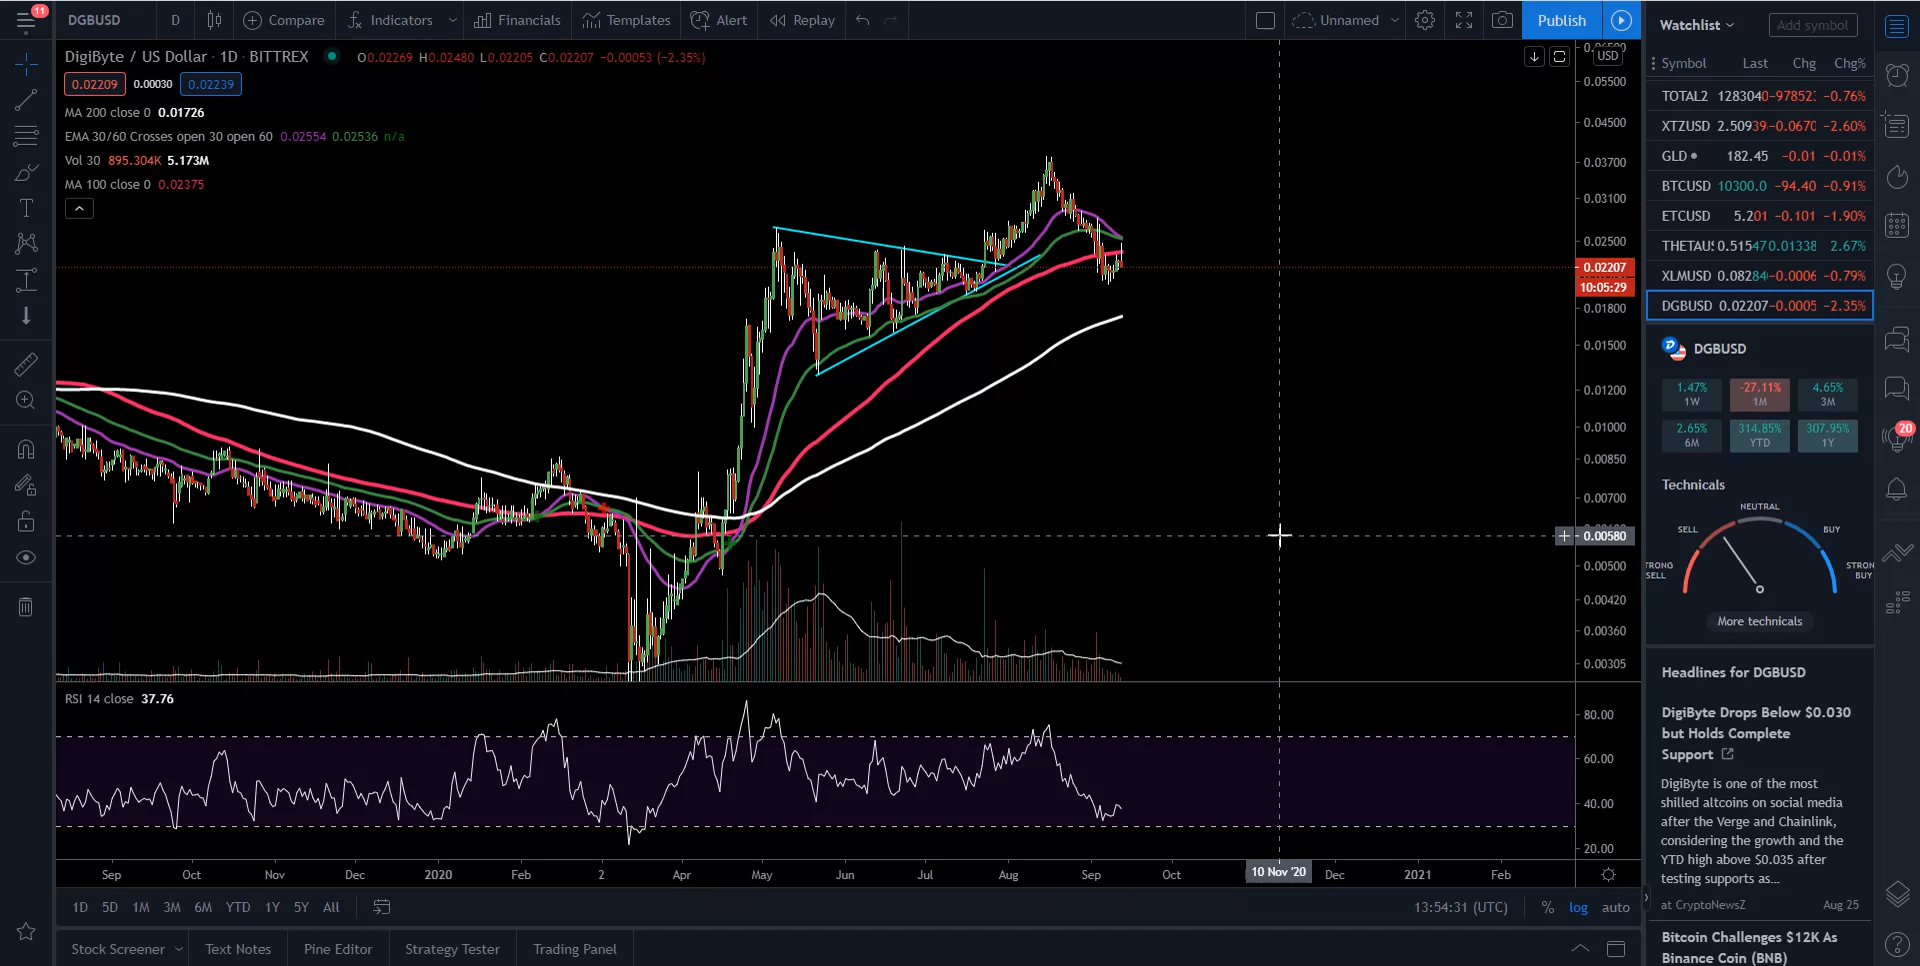 11
DGBUSD D Compare Indicators Financials Templates Alert Replay Unnamed Publish
DigiByte / US Dollar · 1D · BITTREX O0.02269 H0.02480 L0.02205 C0.02207 −0.00053 (−2.35%)
0.02209 0.00030 0.02239
MA 200 close 0 0.01726
EMA 30/60 Crosses open 30 open 60 0.02554 0.02536 n/a
Vol 30 895.304K 5.173M
MA 100 close 0 0.02375
USD
0.05500
0.04500
0.03700
0.03100
0.02500
0.02207
10:05:29
0.01800
0.01500
0.01200
0.01000
0.00850
0.00700
0.00580
0.00500
0.00420
0.00360
0.00305
RSI 14 close 37.76
80.00
60.00
40.00
20.00
Sep Oct Nov Dec 2020 Feb 2 Apr May Jun Jul Aug Sep Oct 10 Nov '20 Dec 2021 Feb
1D 5D 1M 3M 6M YTD 1Y 5Y All 13:54:31 (UTC) % log auto
Stock Screener Text Notes Pine Editor Strategy Tester Trading Panel
Watchlist Add symbol
Symbol Last Chg Chg%
TOTAL2 128304 −0.76%
XTZUSD 2.5093 −2.60%
GLD 182.45 −0.01 −0.01%
BTCUSD 10300.0 −94.40 −0.91%
ETCUSD 5.201 −0.101 −1.90%
0.01338 2.67%
XLMUSD −0.79%
DGBUSD 0.02207 −0.0005 −2.35%
DGBUSD
1.47% -27.11% 4.65%
1W 1M 3M
2.65% 314.85% 307.95%
6M YTD 1Y
20
Technicals
NEUTRAL
SELL BUY
SELL BUY
More technicals
Headlines for DGBUSD
DigiByte Drops Below $0.030
but Holds Complete
Support
DigiByte is one of the most
shilled altcoins on social media
after the Verge and Chainlink,
considering the growth and the
YTD high above $0.035 after
testing supports as...
at CryptoNewsZ Aug 25
Bitcoin Challenges $12K As
Binance Coin (BNB)